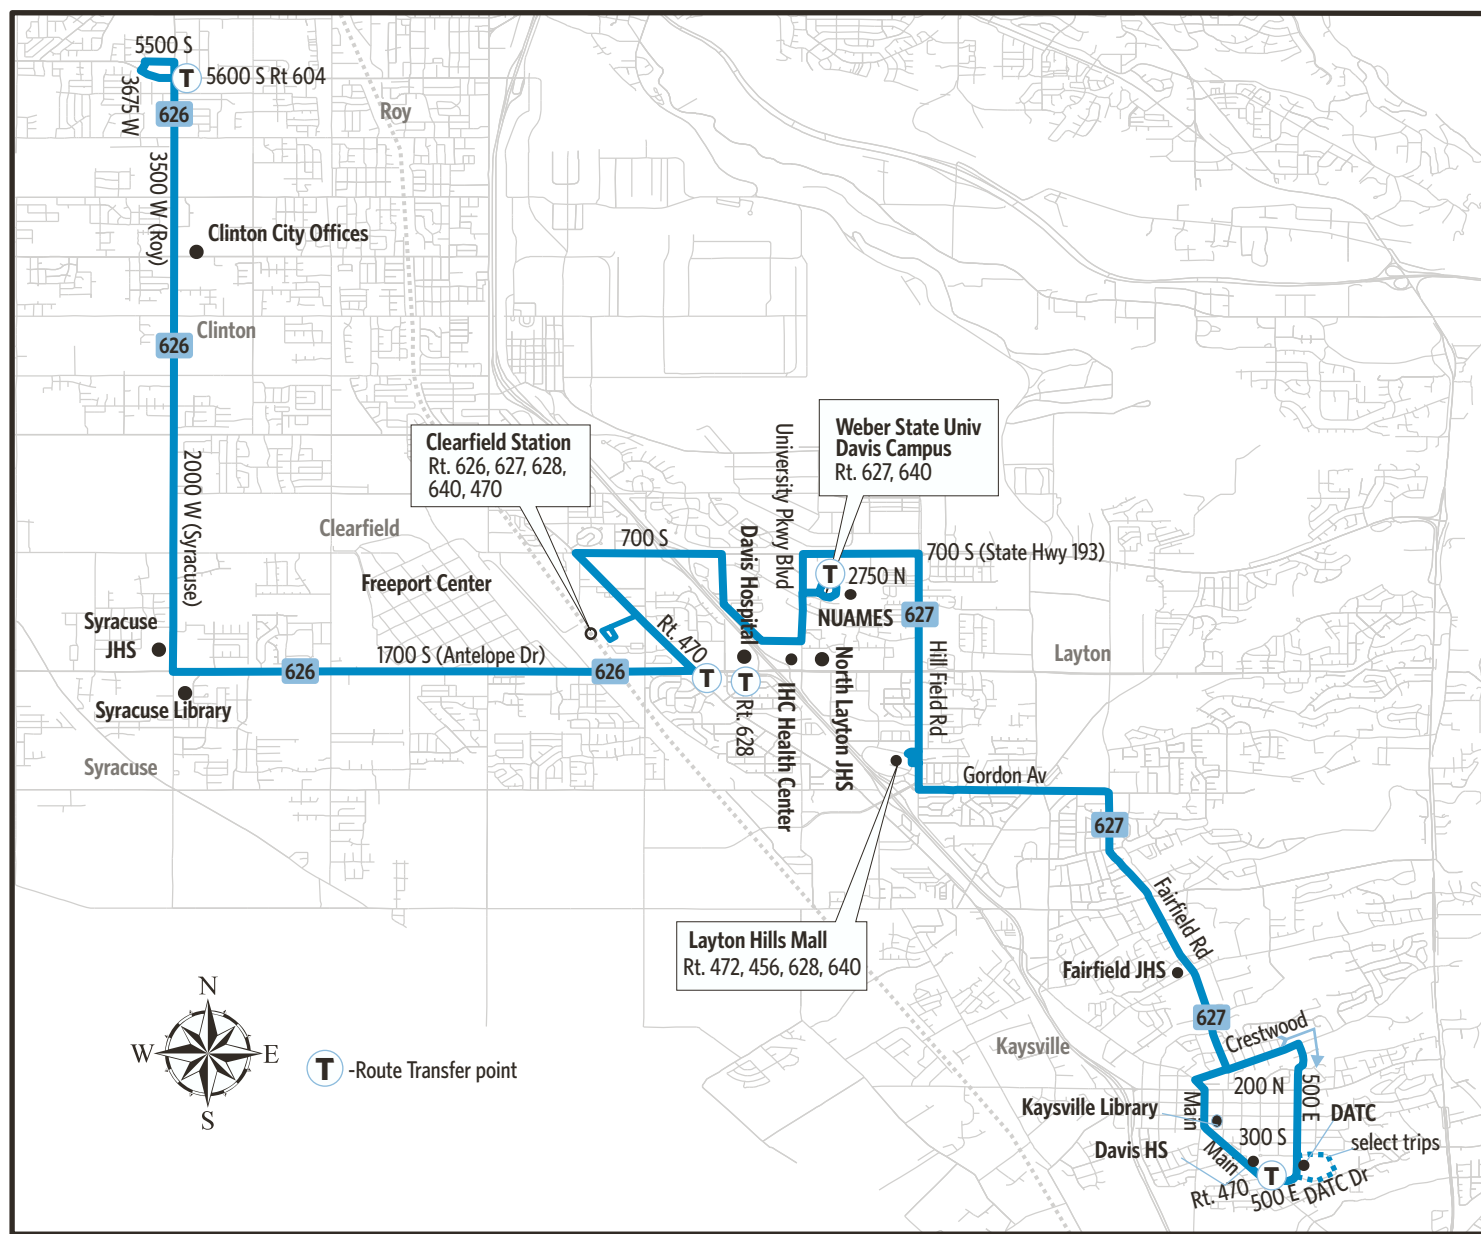 5500 S
5600 S Rt 604
3675 W
626
Roy
3500 W (Roy)
Clinton City Offices
Clinton
626
2000 W (Syracuse)
Clearfield Station
Rt. 626, 627, 628,
640, 470
Weber State Univ
Davis Campus
Rt. 627, 640
University Pkwy Blvd
Clearfield
700 S
Davis Hospital
700 S (State Hwy 193)
Freeport Center
T
2750 N
NUAMES
627
Syracuse
JHS
Rt. 470
1700 S (Antelope Dr)
626
626
T
T
T
Rt. 628
IHC Health Center
North Layton JHS
Hill Field Rd
Layton
Syracuse Library
Syracuse
Gordon Av
627
Fairfield Rd
Layton Hills Mall
Rt. 472, 456, 628, 640
Fairfield JHS
627
Crestwood
Kaysville
N
W
E
S
T
-Route Transfer point
200 N
500 E
Main
Kaysville Library
DATC
300 S
select trips
Davis HS
Main
T
Rt. 470
500 E
DATC Dr